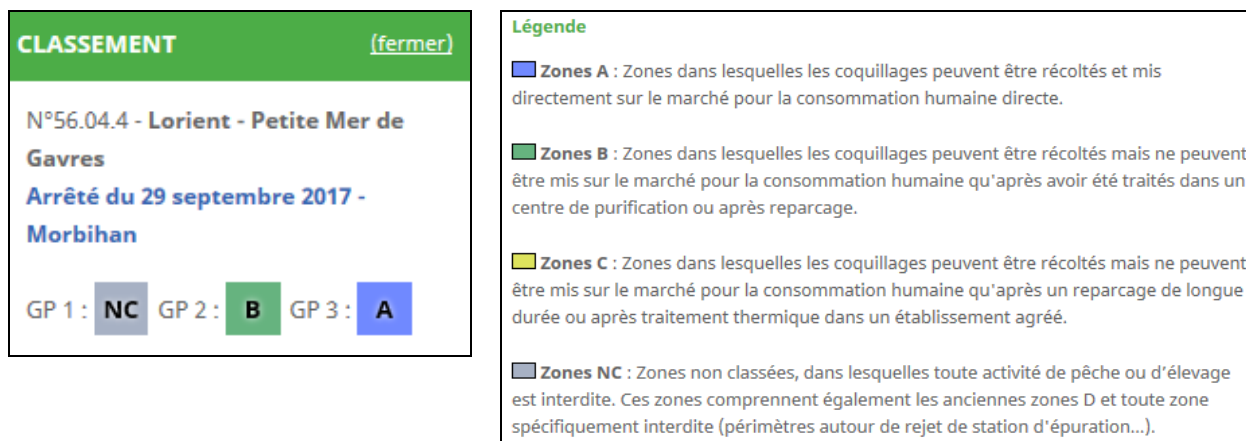 CLASSEMENT (fermer)
N°56.04.4 - Lorient - Petite Mer de
Gavres
Arrêté du 29 septembre 2017 -
Morbihan
GP 1 : NC GP 2 : B GP 3 : A
Légende
Zones A : Zones dans lesquelles les coquillages peuvent être récoltés et mis
directement sur le marché pour la consommation humaine directe.
Zones B : Zones dans lesquelles les coquillages peuvent être récoltés mais ne peuvent
être mis sur le marché pour la consommation humaine qu'après avoir été traités dans un
centre de purification ou après reparcage.
Zones C : Zones dans lesquelles les coquillages peuvent être récoltés mais ne peuvent
être mis sur le marché pour la consommation humaine qu'après un reparcage de longue
durée ou après traitement thermique dans un établissement agréé.
Zones NC : Zones non classées, dans lesquelles toute activité de pêche ou d’élevage
est interdite. Ces zones comprennent également les anciennes zones D et toute zone
spécifiquement interdite (périmètres autour de rejet de station d'épuration...).